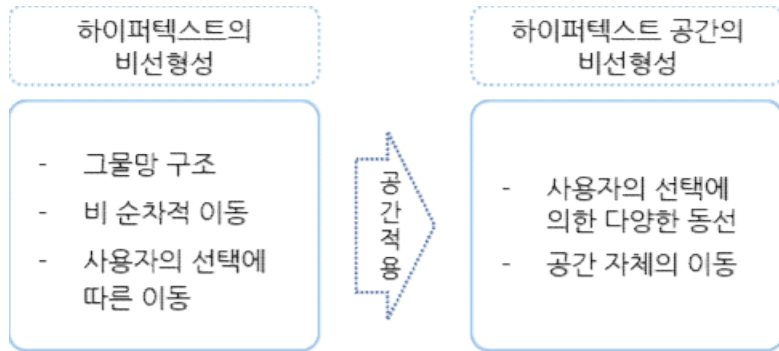 하이퍼텍스트의
비선형성
- 그물망 구조
- 비 순차적 이동
- 사용자의 선택에
따른 이동
공
간
적
용
하이퍼텍스트 공간의
비선형성
- 사용자의 선택에
의한 다양한 동선
- 공간 자체의 이동